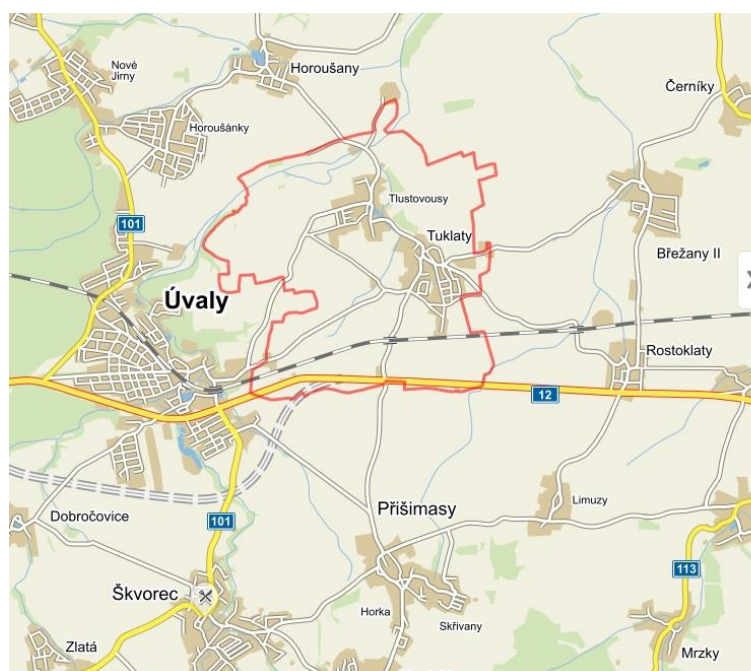 Nové
Jirny
Horoušany
Černíky
Horoušánky
Tlustovousy
101
Tuklaty
Břežany II
Úvaly
Rostoklaty
12
Limuzy
Přišimasy
Dobročovice
101
113
Škvorec
Horka
Skřivany
Zlatá
Mrzky